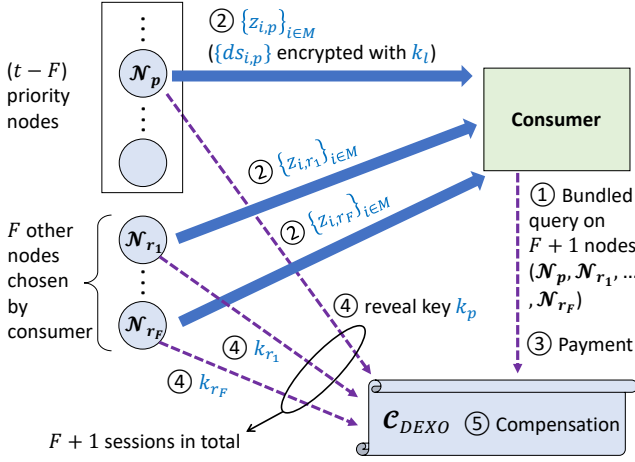 ② {z_{i,p}}_{i∈M}
({ds_{i,p}} encrypted with k_l)
(t − F)
priority
nodes
𝓝_p
Consumer
② {z_{i,r_1}}_{i∈M}
② {z_{i,r_F}}_{i∈M}
① Bundled
query on
F + 1 nodes
(𝓝_p, 𝓝_{r_1}, …
, 𝓝_{r_F})
F other
nodes
chosen
by
consumer
𝓝_{r_1}
𝓝_{r_F}
④ reveal key k_p
④ k_{r_1}
④ k_{r_F}
③ Payment
𝓒_{DEXO} ⑤ Compensation
F + 1 sessions in total